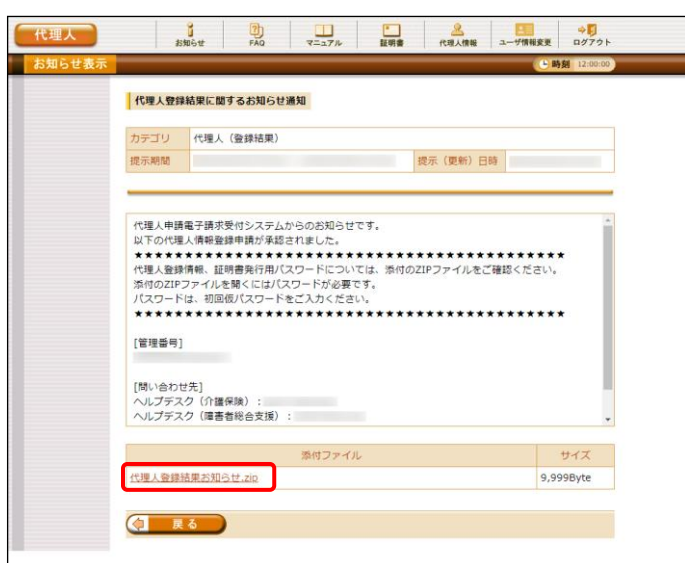 代理人
お知らせ
FAQ
マニュアル
証明書
代理人情報
ユーザ情報変更
ログアウト
お知らせ表示
時刻 12:00:00
代理人登録結果に関するお知らせ通知
カテゴリ 代理人（登録結果）
提示期間 提示（更新）日時
代理人申請電子請求受付システムからのお知らせです。
以下の代理人情報登録申請が承認されました。
★★★★★★★★★★★★★★★★★★★★★★★★★★★★★★★★★★★★★★★★★
代理人登録情報、証明書発行用パスワードについては、添付のZIPファイルをご確認ください。
添付のZIPファイルを開くにはパスワードが必要です。
パスワードは、初回仮パスワードをご入力ください。
★★★★★★★★★★★★★★★★★★★★★★★★★★★★★★★★★★★★★★★★★
[管理番号]
[問い合わせ先]
ヘルプデスク（介護保険）：
ヘルプデスク（障害者総合支援）：
添付ファイル サイズ
代理人登録結果お知らせ.zip 9,999Byte
戻る